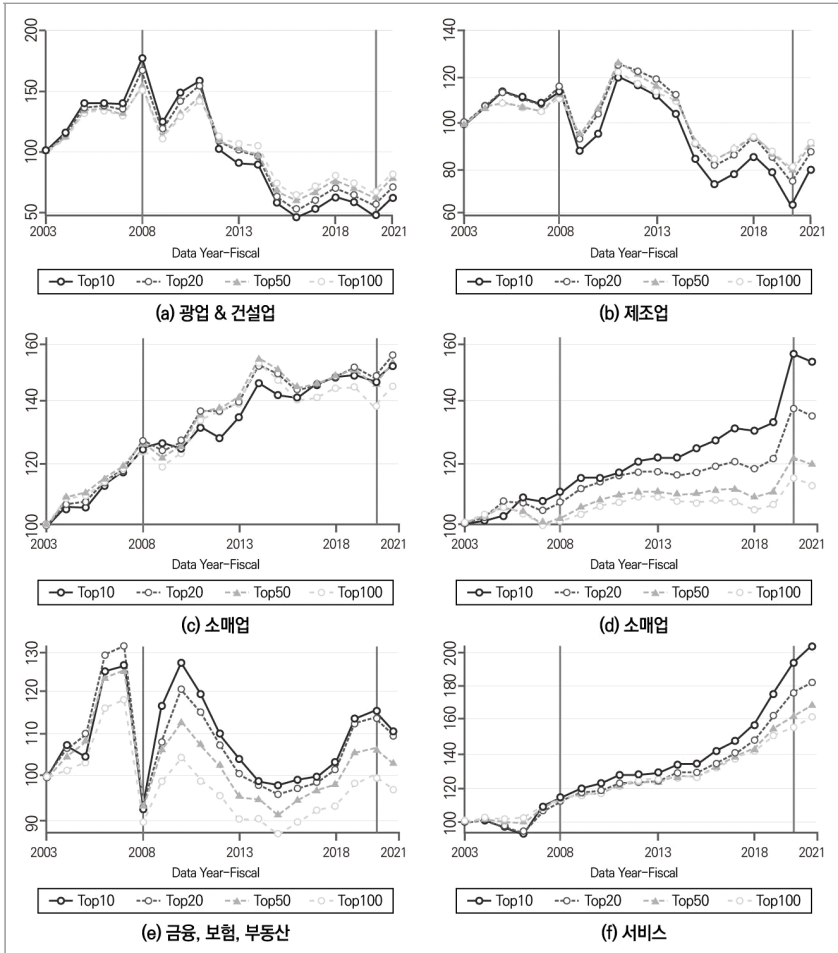 50 100 150 200
2003 2008 2013 2018 2021
Data Year-Fiscal
Top10 Top20 Top50 Top100
(a) 광업 & 건설업
60 80 100 120 140
2003 2008 2013 2018 2021
Data Year-Fiscal
Top10 Top20 Top50 Top100
(b) 제조업
100 120 140 160
2003 2008 2013 2018 2021
Data Year-Fiscal
Top10 Top20 Top50 Top100
(c) 소매업
100 120 140 160
2003 2008 2013 2018 2021
Data Year-Fiscal
Top10 Top20 Top50 Top100
(d) 소매업
90 100 110 120 130
2003 2008 2013 2018 2021
Data Year-Fiscal
Top10 Top20 Top50 Top100
(e) 금융, 보험, 부동산
100 120 140 160 180 200
2003 2008 2013 2018 2021
Data Year-Fiscal
Top10 Top20 Top50 Top100
(f) 서비스